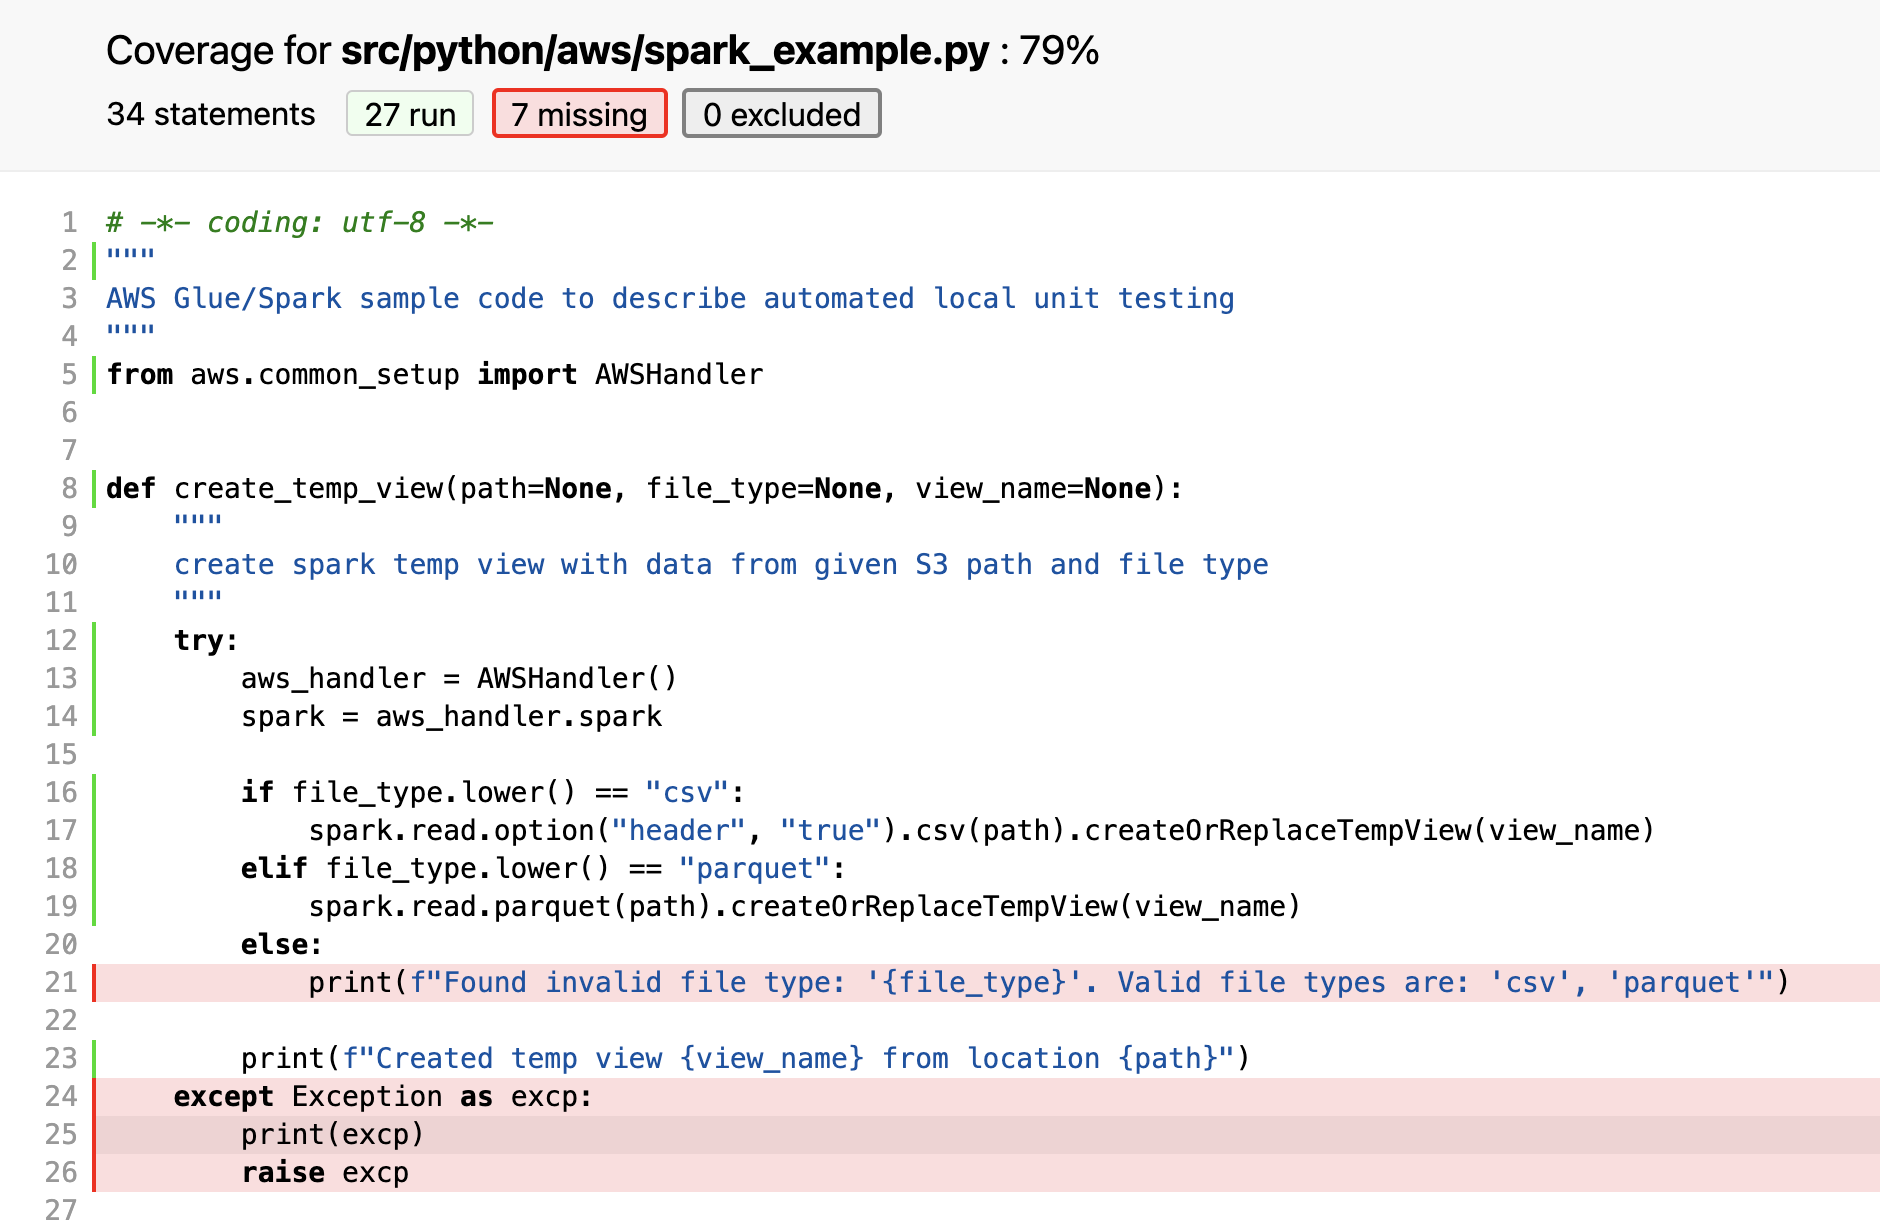 Coverage for src/python/aws/spark_example.py : 79%
34 statements 27 run 7 missing 0 excluded
1 # -*- coding: utf-8 -*-
2 """
3 AWS Glue/Spark sample code to describe automated local unit testing
4 """
5 from aws.common_setup import AWSHandler
6
7
8 def create_temp_view(path=None, file_type=None, view_name=None):
9     """
10     create spark temp view with data from given S3 path and file type
11     """
12     try:
13         aws_handler = AWSHandler()
14         spark = aws_handler.spark
15
16         if file_type.lower() == "csv":
17             spark.read.option("header", "true").csv(path).createOrReplaceTempView(view_name)
18         elif file_type.lower() == "parquet":
19             spark.read.parquet(path).createOrReplaceTempView(view_name)
20         else:
21             print(f"Found invalid file type: '{file_type}'. Valid file types are: 'csv', 'parquet'")
22
23         print(f"Created temp view {view_name} from location {path}")
24     except Exception as excp:
25         print(excp)
26         raise excp
27